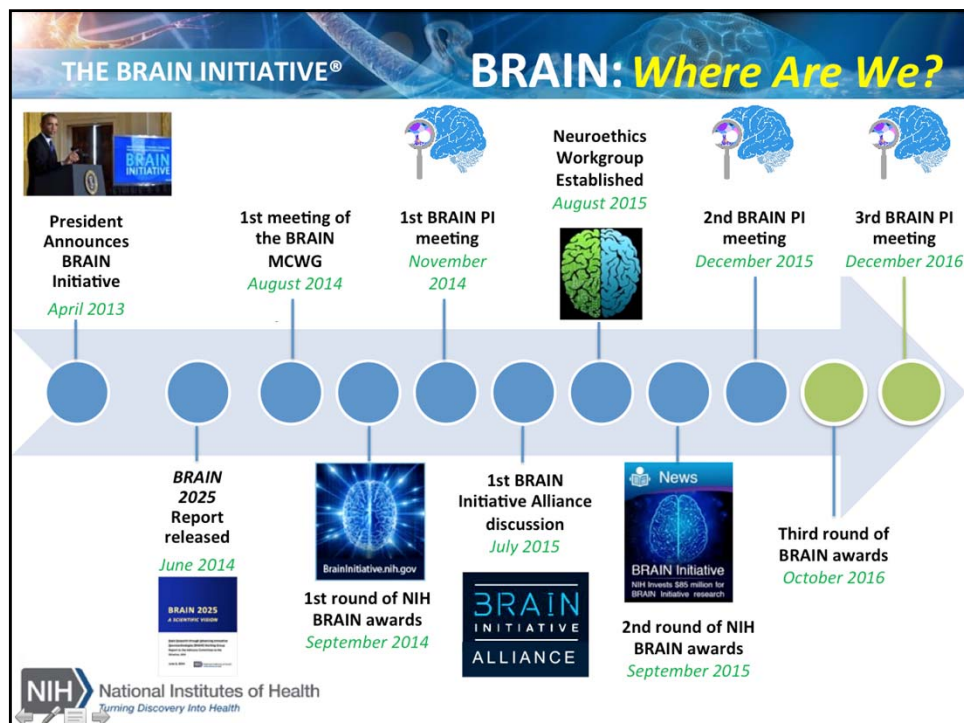 THE BRAIN INITIATIVE®
BRAIN: Where Are We?
BRAIN
INITIATIVE
President
Announces
BRAIN
Initiative
April 2013
1st meeting of
the BRAIN
MCWG
August 2014
1st BRAIN PI
meeting
November
2014
Neuroethics
Workgroup
Established
August 2015
2nd BRAIN PI
meeting
December 2015
3rd BRAIN PI
meeting
December 2016
BRAIN
2025
Report
released
June 2014
BRAIN 2025
A SCIENTIFIC VISION
BrainInitiative.nih.gov
1st round of NIH
BRAIN awards
September 2014
1st BRAIN
Initiative Alliance
discussion
July 2015
BRAIN
INITIATIVE
ALLIANCE
News
BRAIN Initiative
NIH Invests $85 million for
BRAIN Initiative research
2nd round of NIH
BRAIN awards
September 2015
Third round of
BRAIN awards
October 2016
NIH
National Institutes of Health
Turning Discovery Into Health